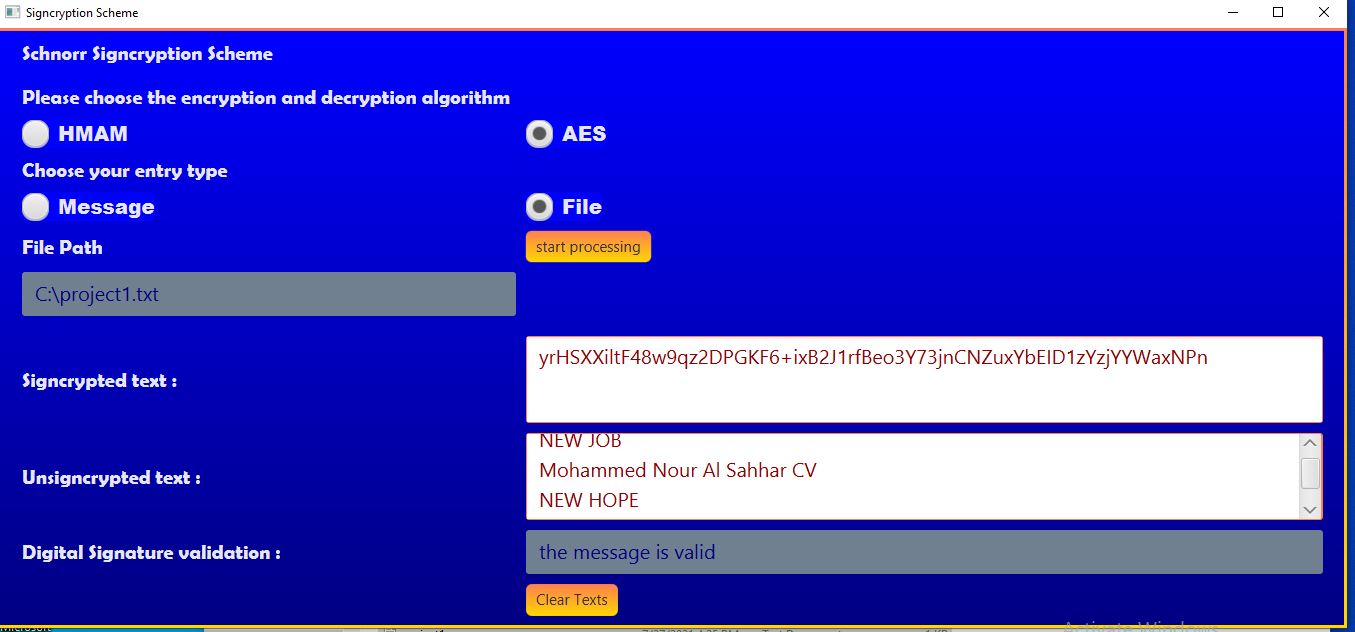 Signcryption Scheme
Schnorr Signcryption Scheme
Please choose the encryption and decryption algorithm
HMAM
AES
Choose your entry type
Message
File
File Path
start processing
C:\project1.txt
Signcrypted text :
yrHSXXiltF48w9qz2DPGKF6+ixB2J1rfBeo3Y73jnCNZuxYbEID1zYzjYYWaxNPn
NEW JOB
Unsigncrypted text :
Mohammed Nour Al Sahhar CV
NEW HOPE
Digital Signature validation :
the message is valid
Clear Texts
Activate Windows